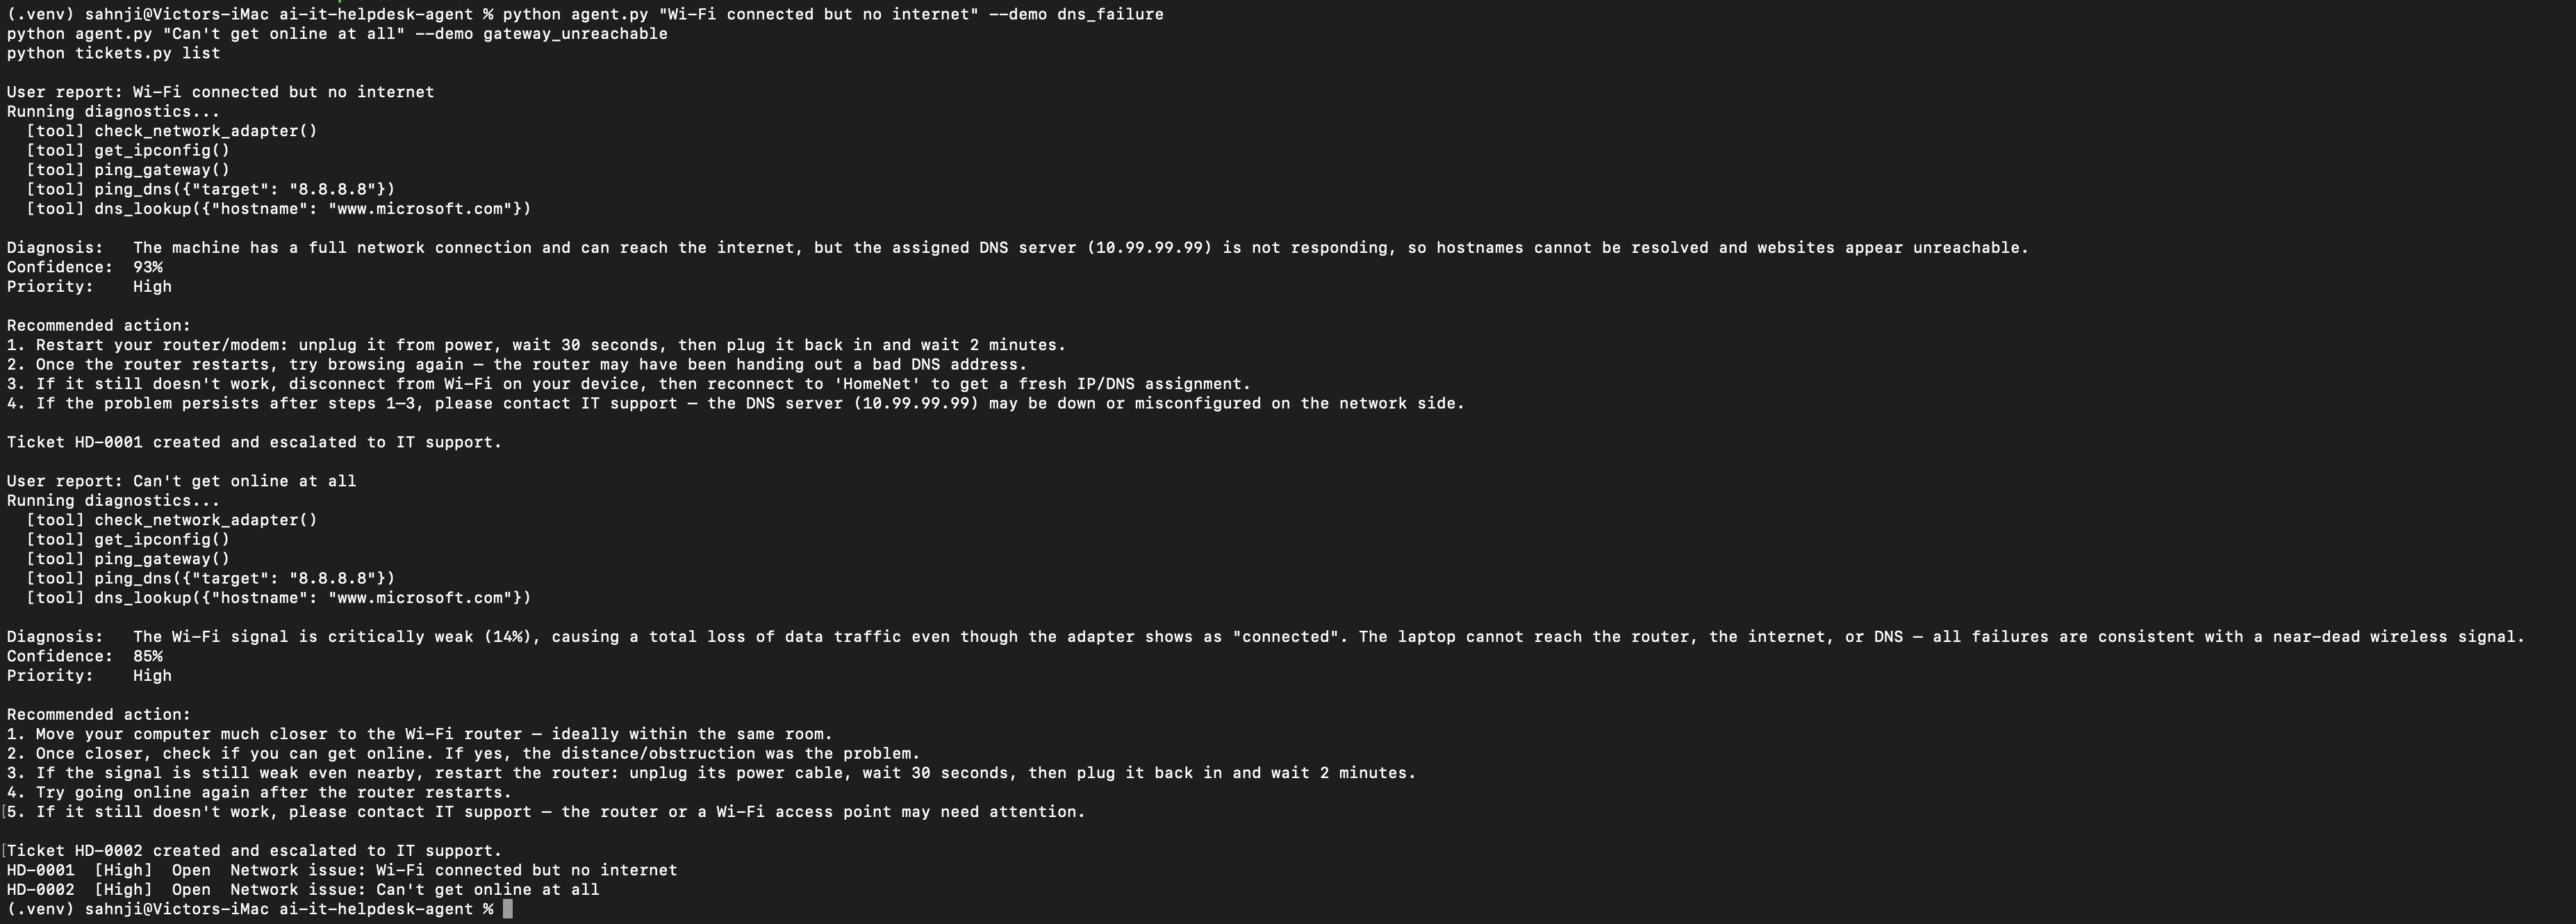 (.venv) sahnji@Victors-iMac ai-it-helpdesk-agent % python agent.py "Wi-Fi connected but no internet" --demo dns_failure
python agent.py "Can't get online at all" --demo gateway_unreachable
python tickets.py list
User report: Wi-Fi connected but no internet
Running diagnostics...
[tool] check_network_adapter()
[tool] get_ipconfig()
[tool] ping_gateway()
[tool] ping_dns({"target": "8.8.8.8"})
[tool] dns_lookup({"hostname": "www.microsoft.com"})
Diagnosis: The machine has a full network connection and can reach the internet, but the assigned DNS server (10.99.99.99) is not responding, so hostnames cannot be resolved and websites appear unreachable.
Confidence: 93%
Priority: High
Recommended action:
1. Restart your router/modem: unplug it from power, wait 30 seconds, then plug it back in and wait 2 minutes.
2. Once the router restarts, try browsing again — the router may have been handing out a bad DNS address.
3. If it still doesn't work, disconnect from Wi-Fi on your device, then reconnect to 'HomeNet' to get a fresh IP/DNS assignment.
4. If the problem persists after steps 1–3, please contact IT support — the DNS server (10.99.99.99) may be down or misconfigured on the network side.
Ticket HD-0001 created and escalated to IT support.
User report: Can't get online at all
Running diagnostics...
[tool] check_network_adapter()
[tool] get_ipconfig()
[tool] ping_gateway()
[tool] ping_dns({"target": "8.8.8.8"})
[tool] dns_lookup({"hostname": "www.microsoft.com"})
Diagnosis: The Wi-Fi signal is critically weak (14%), causing a total loss of data traffic even though the adapter shows as "connected". The laptop cannot reach the router, the internet, or DNS — all failures are consistent with a near-dead wireless signal.
Confidence: 85%
Priority: High
Recommended action:
1. Move your computer much closer to the Wi-Fi router — ideally within the same room.
2. Once closer, check if you can get online. If yes, the distance/obstruction was the problem.
3. If the signal is still weak even nearby, restart the router: unplug its power cable, wait 30 seconds, then plug it back in and wait 2 minutes.
4. Try going online again after the router restarts.
[5. If it still doesn't work, please contact IT support — the router or a Wi-Fi access point may need attention.
[Ticket HD-0002 created and escalated to IT support.
HD-0001 [High] Open Network issue: Wi-Fi connected but no internet
HD-0002 [High] Open Network issue: Can't get online at all
(.venv) sahnji@Victors-iMac ai-it-helpdesk-agent %